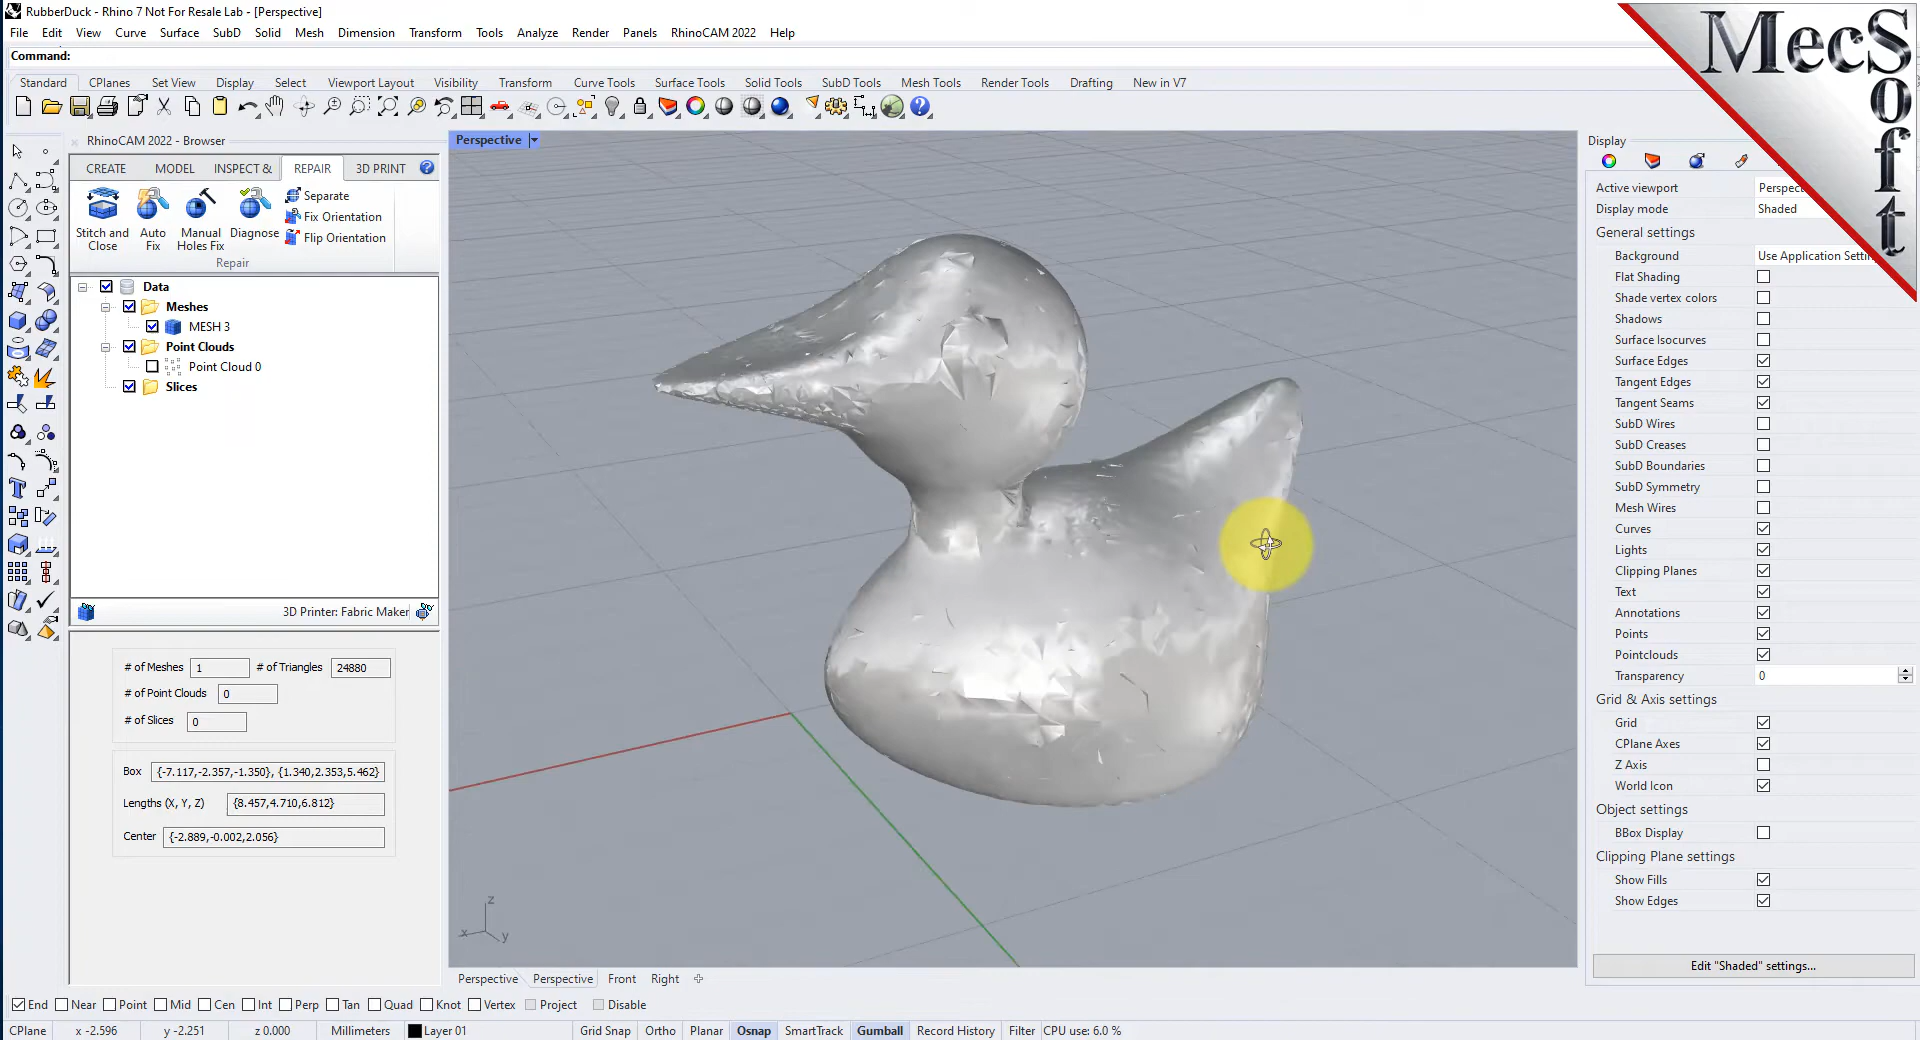 RubberDuck - Rhino 7 Not For Resale Lab - [Perspective]
File Edit View Curve Surface SubD Solid Mesh Dimension Transform Tools Analyze Render Panels RhinoCAM 2022 Help
Command:
Standard CPlanes Set View Display Select Viewport Layout Visibility Transform Curve Tools Surface Tools Solid Tools SubD Tools Mesh Tools Render Tools Drafting New in V7
MecSoft
RhinoCAM 2022 - Browser
CREATE MODEL INSPECT & REPAIR 3D PRINT
Stitch and Close
Auto Fix
Manual Holes Fix
Diagnose
Separate
Fix Orientation
Flip Orientation
Repair
Data
Meshes
MESH 3
Point Clouds
Point Cloud 0
Slices
3D Printer: Fabric Maker
# of Meshes 1 # of Triangles 24880
# of Point Clouds 0
# of Slices 0
Box {-7.117,-2.357,-1.350}, {1.340,2.353,5.462}
Lengths (X, Y, Z) {8.457,4.710,6.812}
Center {-2.889,-0.002,2.056}
Perspective
z
x
y
Perspective Perspective Front Right
Display
Active viewport Perspec
Display mode Shaded
General settings
Background Use Application Settin
Flat Shading
Shade vertex colors
Shadows
Surface Isocurves
Surface Edges
Tangent Edges
Tangent Seams
SubD Wires
SubD Creases
SubD Boundaries
SubD Symmetry
Mesh Wires
Curves
Lights
Clipping Planes
Text
Annotations
Points
Pointclouds
Transparency 0
Grid & Axis settings
Grid
CPlane Axes
Z Axis
World Icon
Object settings
BBox Display
Clipping Plane settings
Show Fills
Show Edges
Edit "Shaded" settings...
End Near Point Mid Cen Int Perp Tan Quad Knot Vertex Project Disable
CPlane x -2.596 y -2.251 z 0.000 Millimeters Layer 01 Grid Snap Ortho Planar Osnap SmartTrack Gumball Record History Filter CPU use: 6.0 %